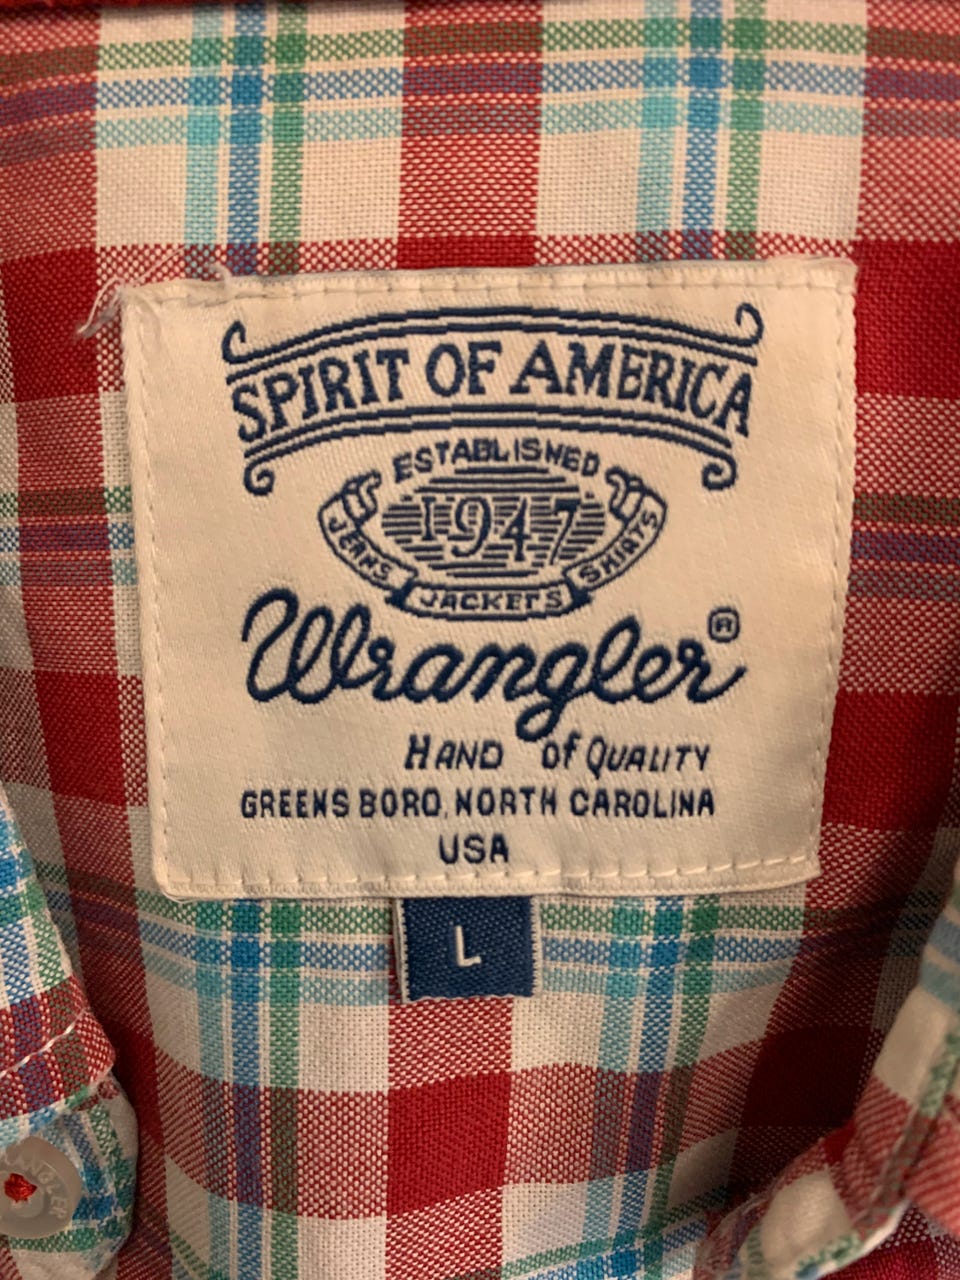 SPIRIT OF AMERICA
ESTABLISHED
1947
JEANS JACKETS SHIRTS
Wrangler®
HAND of QUALITY
GREENS BORO, NORTH CAROLINA
USA
L